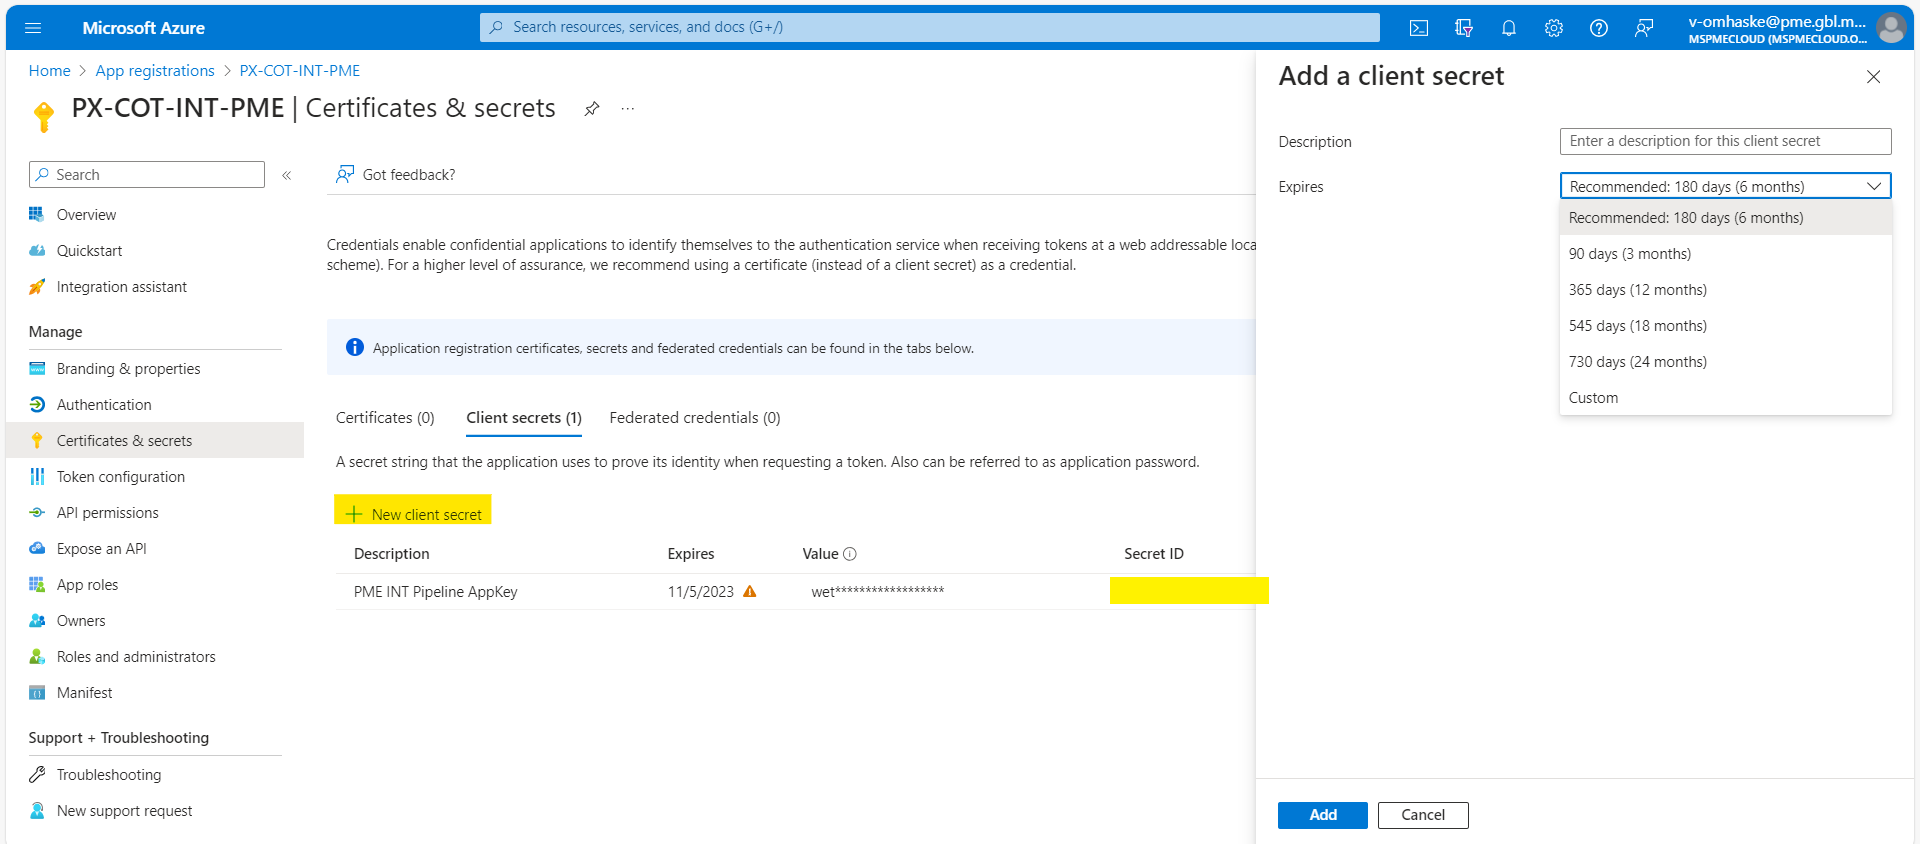 Microsoft Azure
Search resources, services, and docs (G+/)
v-omhaske@pme.gbl.m...
MSPMECLOUD (MSPMECLOUD.O...
Home > App registrations > PX-COT-INT-PME
PX-COT-INT-PME | Certificates & secrets
Search
Overview
Quickstart
Integration assistant
Manage
Branding & properties
Authentication
Certificates & secrets
Token configuration
API permissions
Expose an API
App roles
Owners
Roles and administrators
Manifest
Support + Troubleshooting
Troubleshooting
New support request
Got feedback?
Credentials enable confidential applications to identify themselves to the authentication service when receiving tokens at a web addressable loca
scheme). For a higher level of assurance, we recommend using a certificate (instead of a client secret) as a credential.
Application registration certificates, secrets and federated credentials can be found in the tabs below.
Certificates (0) Client secrets (1) Federated credentials (0)
A secret string that the application uses to prove its identity when requesting a token. Also can be referred to as application password.
New client secret
Description Expires Value Secret ID
PME INT Pipeline AppKey 11/5/2023 wet******************
Add a client secret
Description Enter a description for this client secret
Expires Recommended: 180 days (6 months)
Recommended: 180 days (6 months)
90 days (3 months)
365 days (12 months)
545 days (18 months)
730 days (24 months)
Custom
Add Cancel